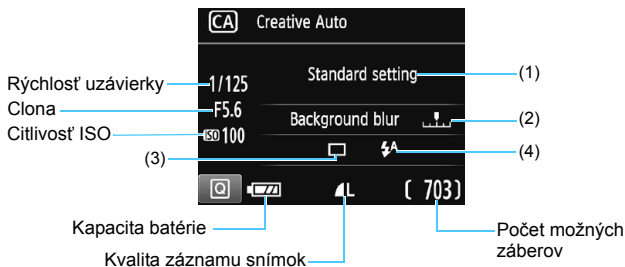 CA Creative Auto
Rýchlosť uzávierky
1/125
Standard setting
(1)
Clona
F5.6
Background blur
(2)
Citlivosť ISO
ISO 100
(3)
(4)
Q
L
( 703)
Kapacita batérie
Počet možných
záberov
Kvalita záznamu snímok